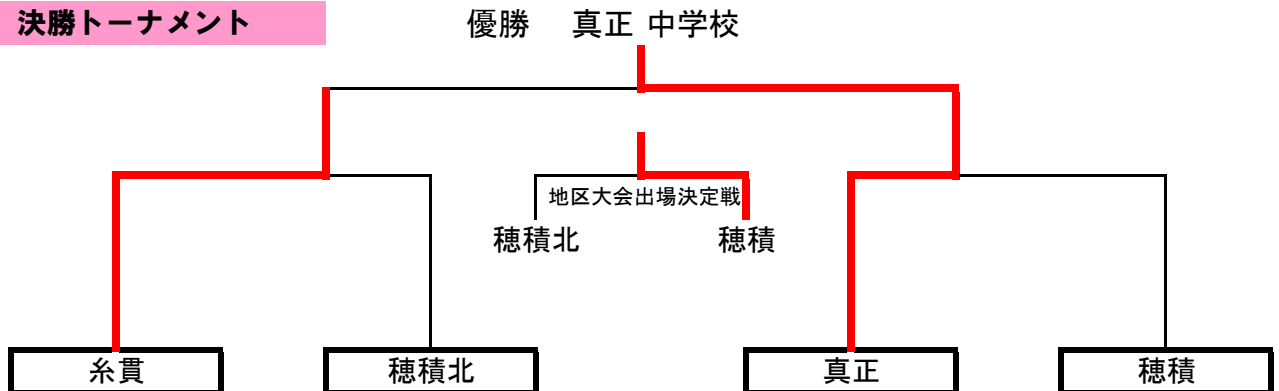 決勝トーナメント
優勝 真正 中学校
地区大会出場決定戦
穂積北 穂積
糸貫 穂積北 真正 穂積